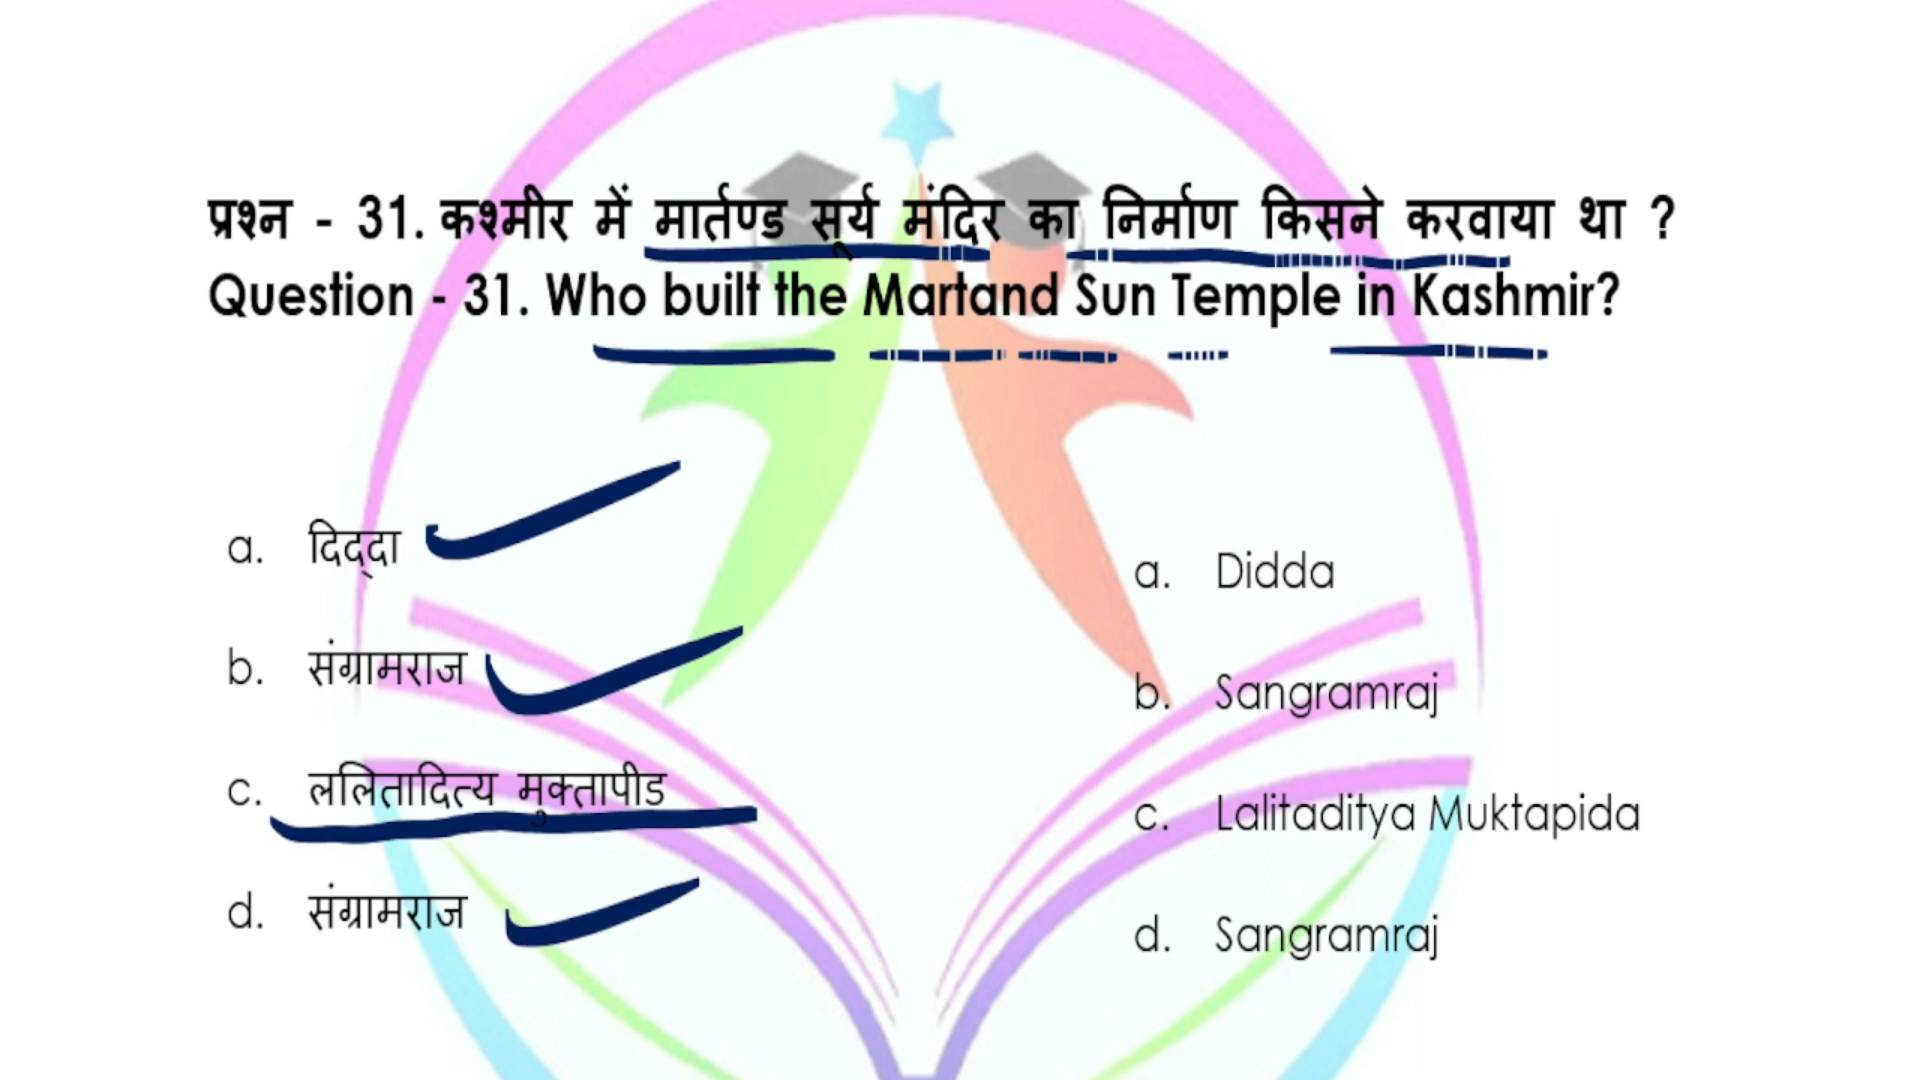 प्रश्न - 31. कश्मीर में मार्तण्ड सूर्य मंदिर का निर्माण किसने करवाया था ?
Question - 31. Who built the Martand Sun Temple in Kashmir?
a. दिद्दा
b. संग्रामराज
c. ललितादित्य मुक्तापीड
d. संग्रामराज
a. Didda
b. Sangramraj
c. Lalitaditya Muktapida
d. Sangramraj